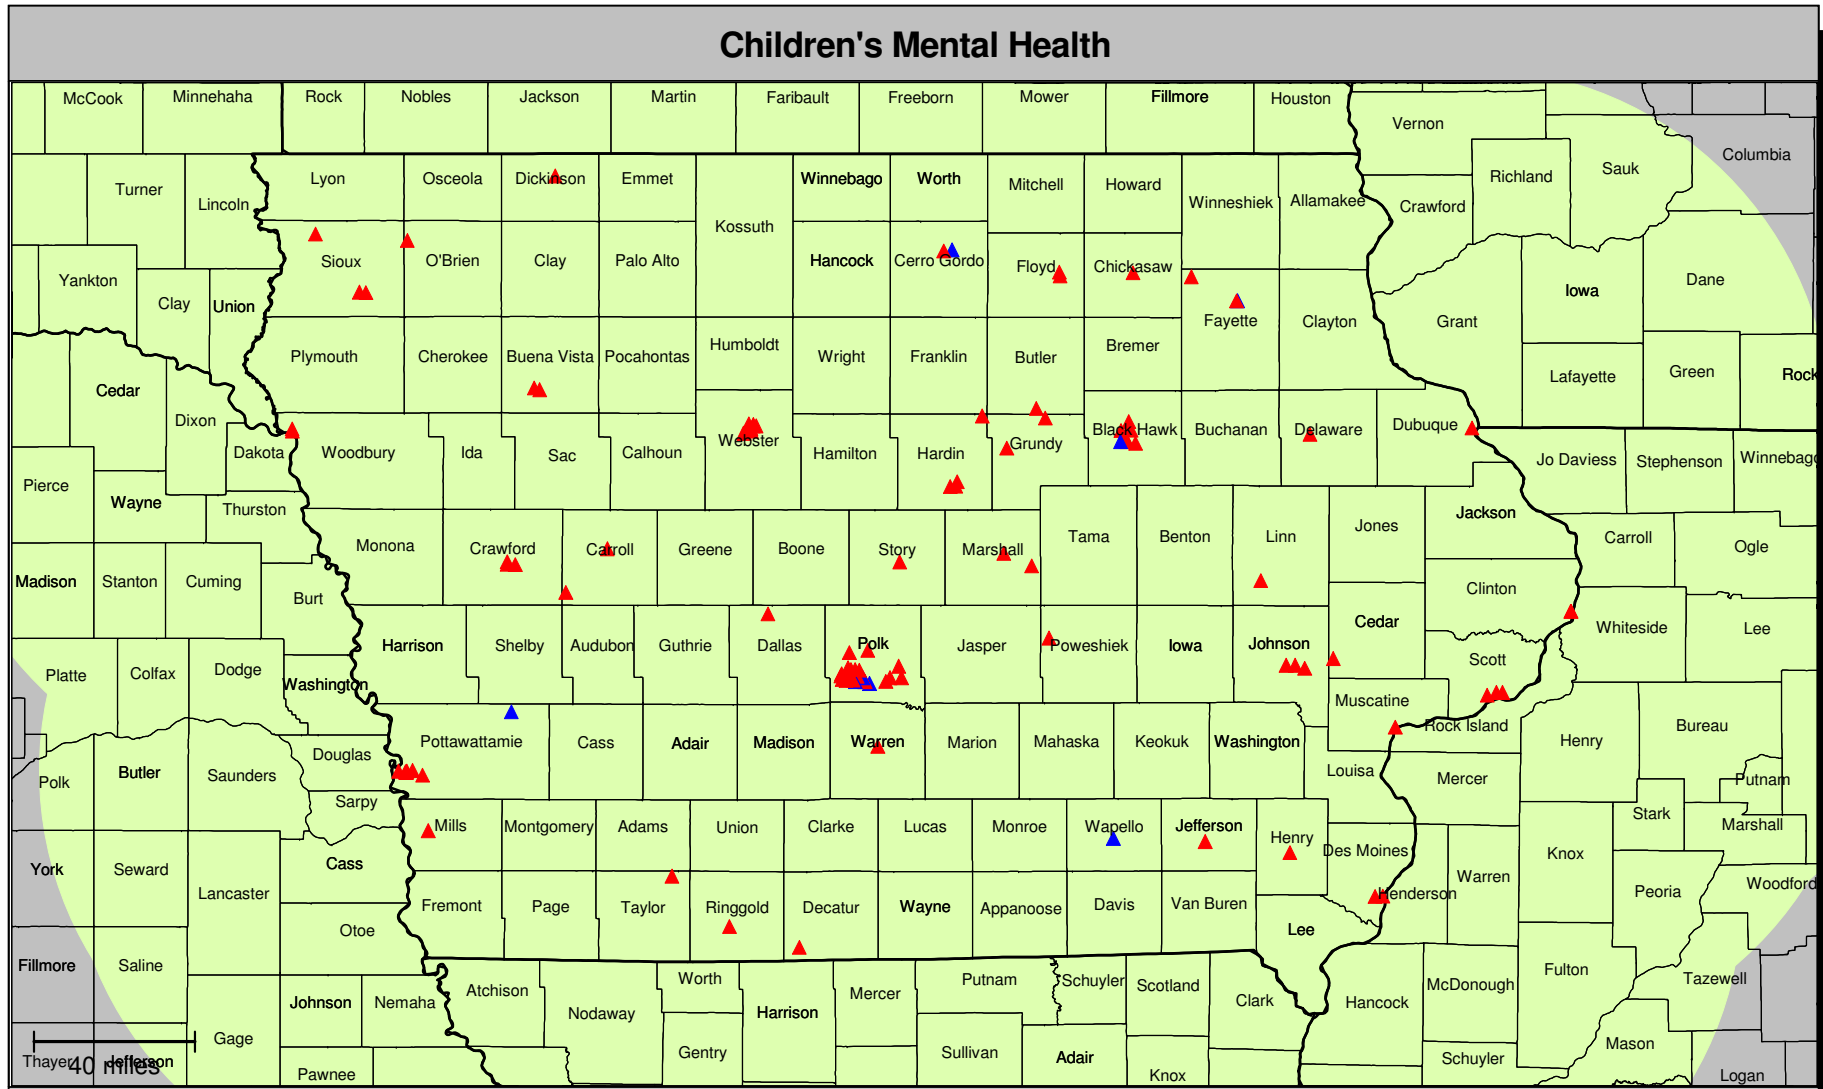 Children's Mental Health
McCook Minnehaha Rock Nobles Jackson Martin Faribault Freeborn Mower Fillmore Houston
Vernon
Columbia
Turner Lincoln Lyon Osceola Dickinson Emmet Winnebago Worth Mitchell Howard Winneshiek Allamakee Crawford Richland Sauk
Kossuth
Yankton Clay Union Sioux O'Brien Clay Palo Alto Hancock Cerro Gordo Floyd Chickasaw Iowa Dane
Fayette Clayton Grant
Cedar Plymouth Cherokee Buena Vista Pocahontas Humboldt Wright Franklin Butler Bremer Lafayette Green Rock
Dixon Dakota Woodbury Ida Sac Calhoun Webster Hamilton Hardin Grundy Black Hawk Buchanan Delaware Dubuque Jo Daviess Stephenson Winnebago
Pierce Wayne Thurston
Monona Crawford Carroll Greene Boone Story Marshall Tama Benton Linn Jones Jackson Carroll Ogle
Madison Stanton Cuming Burt Clinton
Harrison Shelby Audubon Guthrie Dallas Polk Jasper Poweshiek Iowa Johnson Cedar Scott Whiteside Lee
Platte Colfax Dodge Washington Muscatine Rock Island
Polk Butler Saunders Douglas Pottawattamie Cass Adair Madison Warren Marion Mahaska Keokuk Washington Louisa Mercer Henry Bureau Putnam
Sarpy Mills Montgomery Adams Union Clarke Lucas Monroe Wapello Jefferson Henry Des Moines Stark Marshall
York Seward Lancaster Cass Knox
Fremont Page Taylor Ringgold Decatur Wayne Appanoose Davis Van Buren Lee Henderson Warren Peoria Woodford
Otoe
Fillmore Saline Johnson Nemaha Atchison Nodaway Worth Harrison Mercer Putnam Schuyler Scotland Clark Hancock McDonough Fulton Tazewell
Gage Gentry Sullivan Adair Schuyler Mason
Thayer Jefferson Pawnee Knox Logan
40 miles